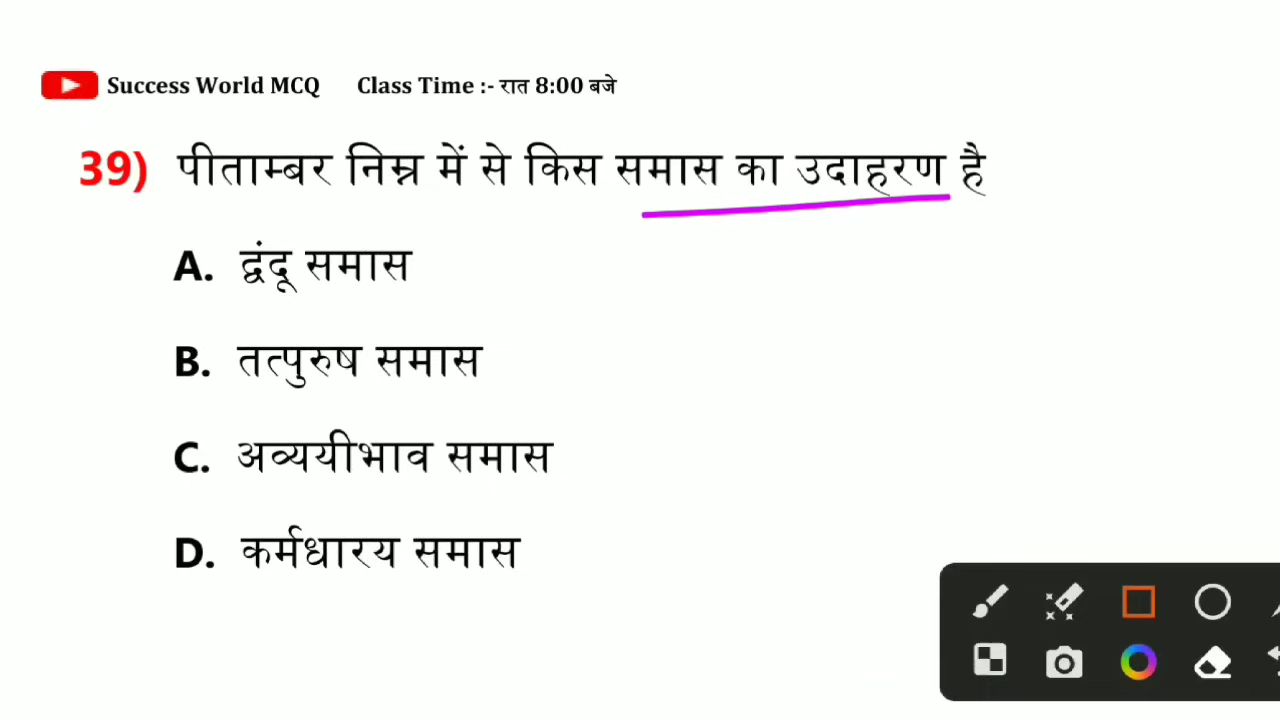 Success World MCQ Class Time :- रात 8:00 बजे
39) पीताम्बर निम्न में से किस समास का उदाहरण है
A. द्वंदू समास
B. तत्पुरुष समास
C. अव्ययीभाव समास
D. कर्मधारय समास